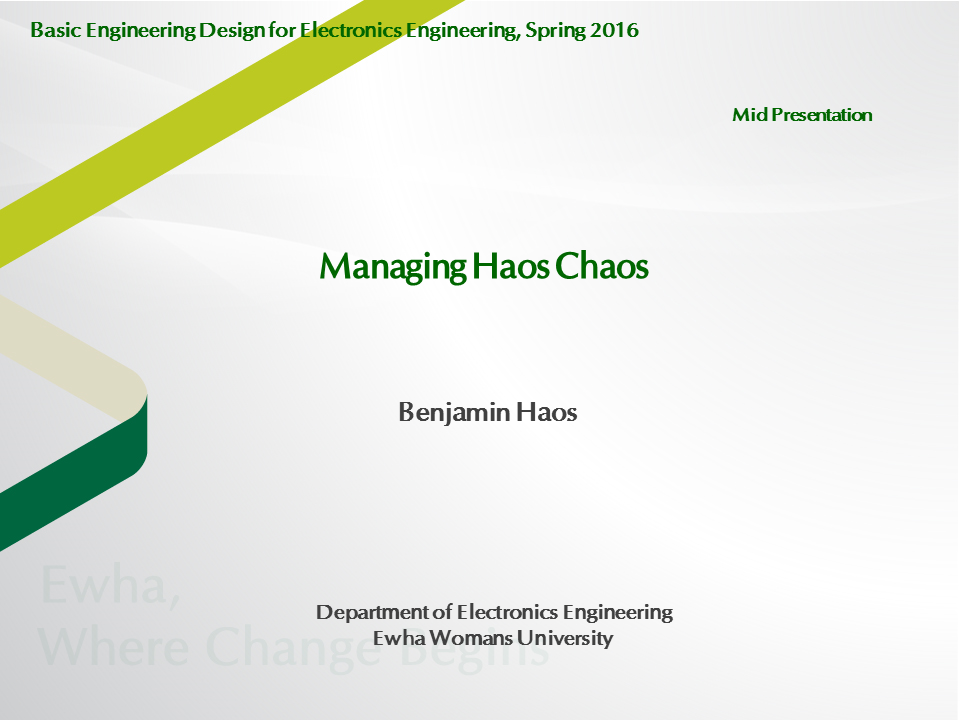 Basic Engineering Design for Electronics Engineering, Spring 2016
Mid Presentation
Managing Haos Chaos
Benjamin Haos
Ewha,
Department of Electronics Engineering
Ewha Womans University
Where Change Begins